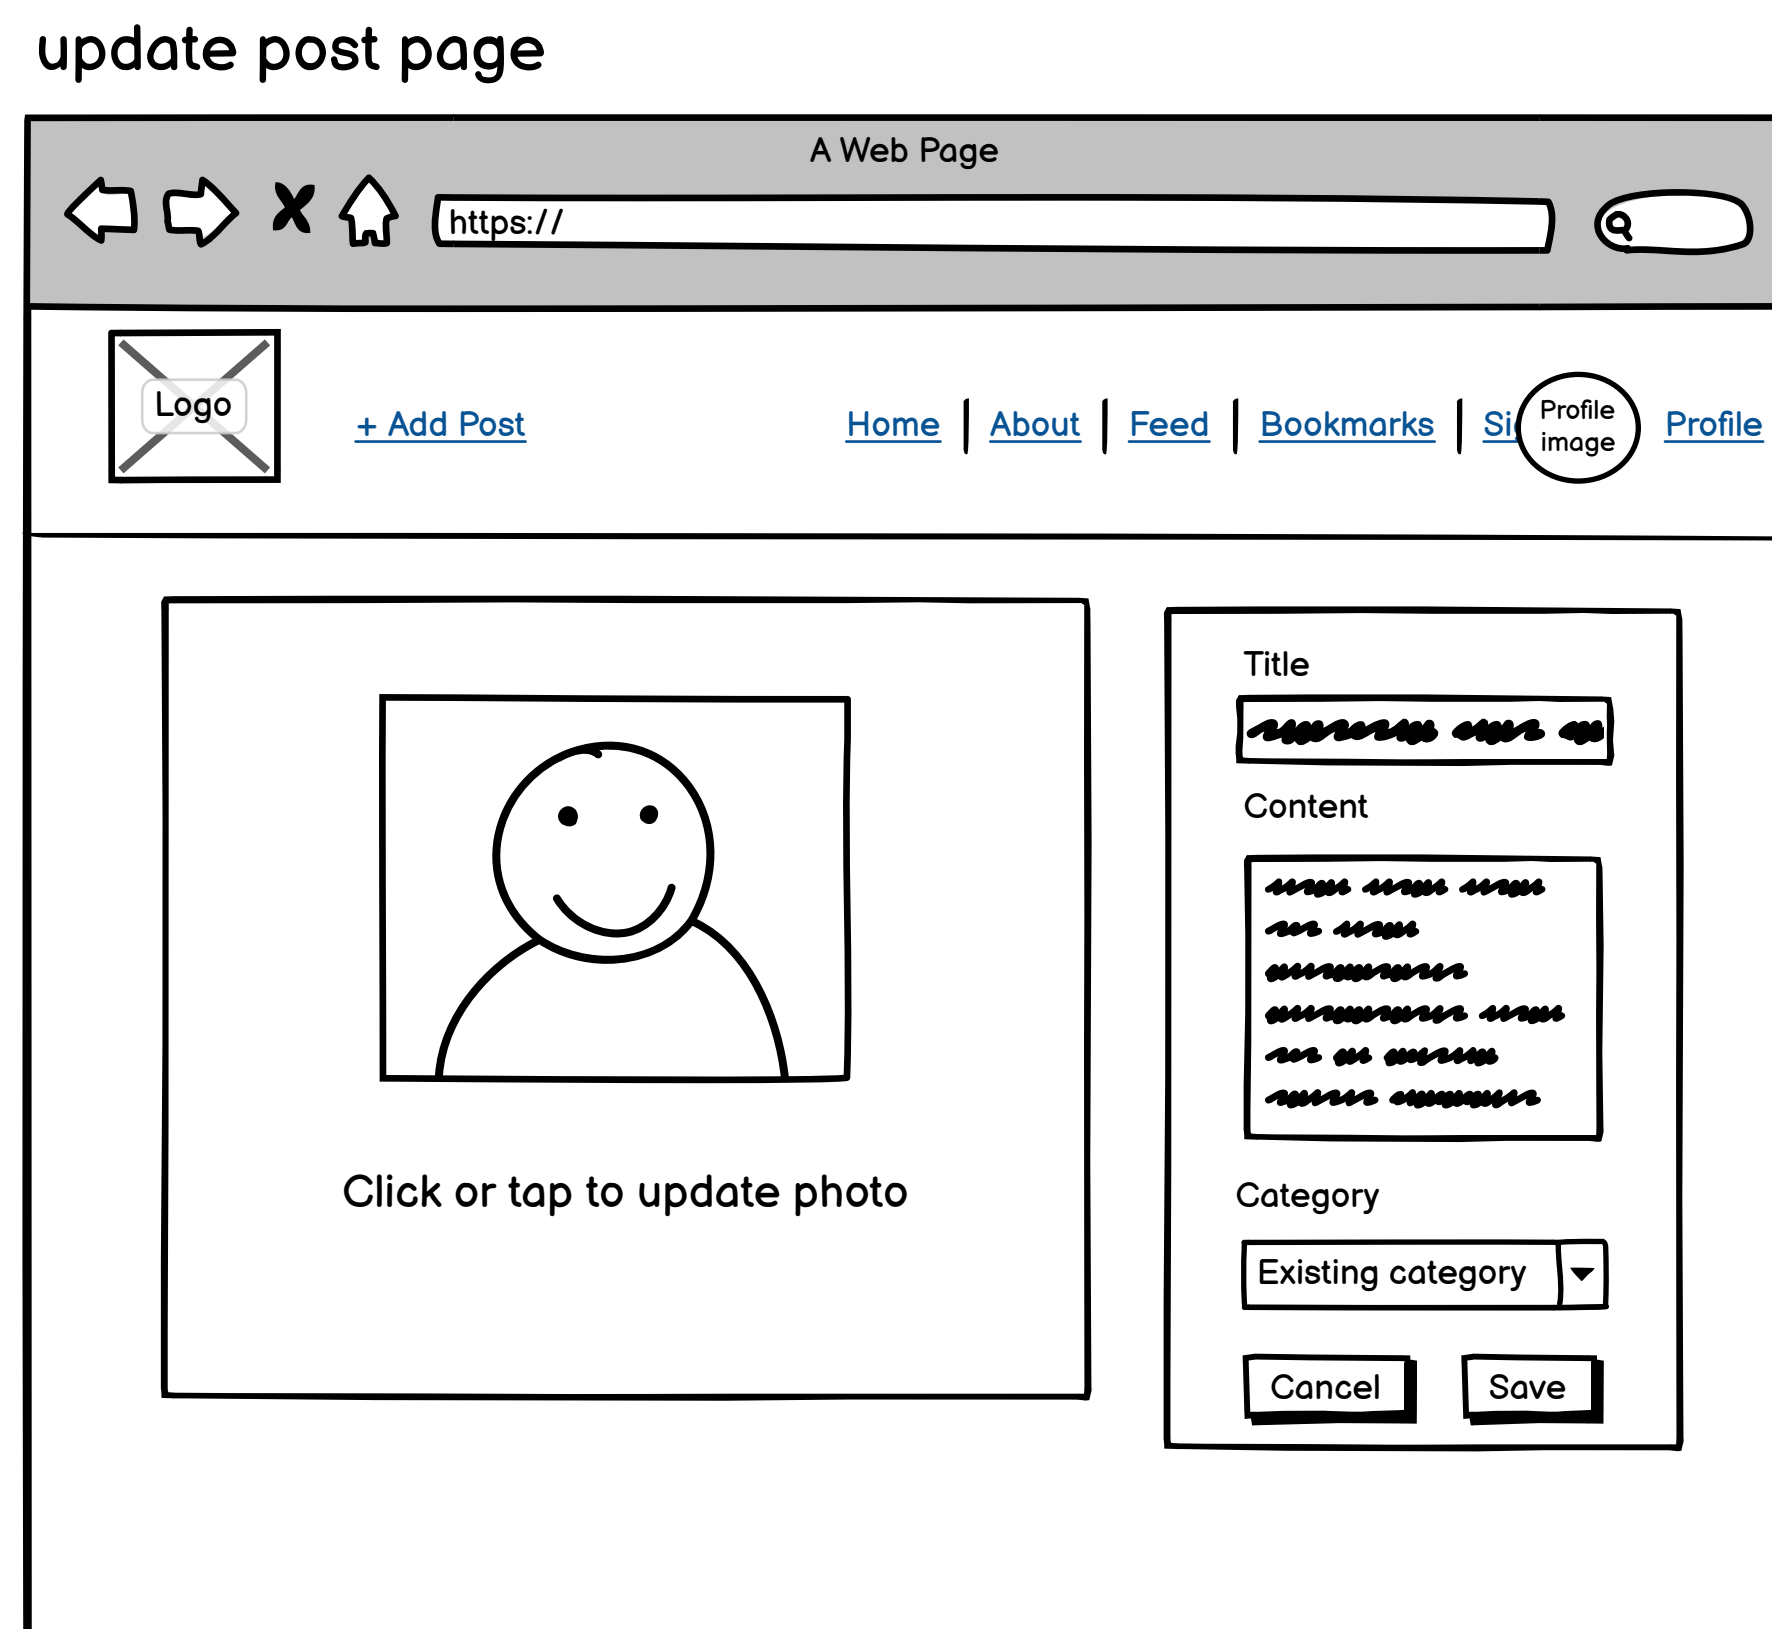 update post page
A Web Page
https://
Logo
+ Add Post
Home | About | Feed | Bookmarks |
Profile
image
Profile
Title
Content
Click or tap to update photo
Category
Existing category
Cancel
Save